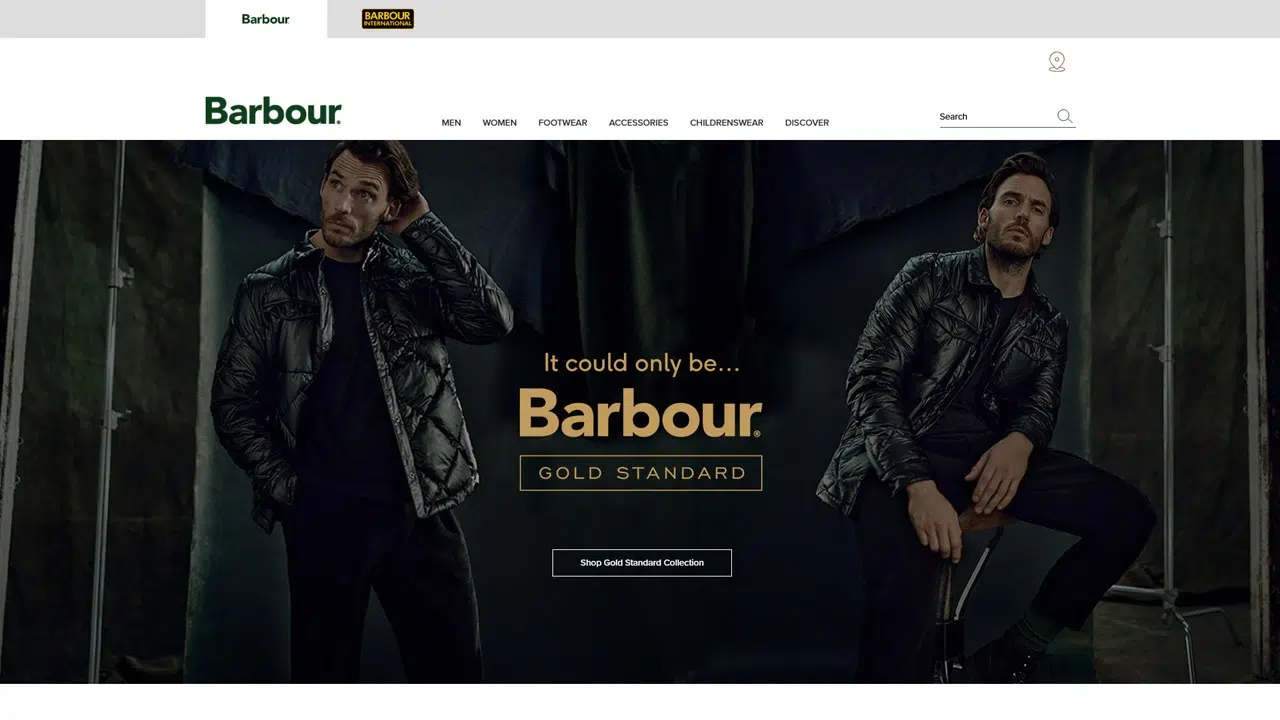 Barbour
BARBOUR
INTERNATIONAL
Barbour®
MEN WOMEN FOOTWEAR ACCESSORIES CHILDRENSWEAR DISCOVER
Search
It could only be...
Barbour®
GOLD STANDARD
Shop Gold Standard Collection